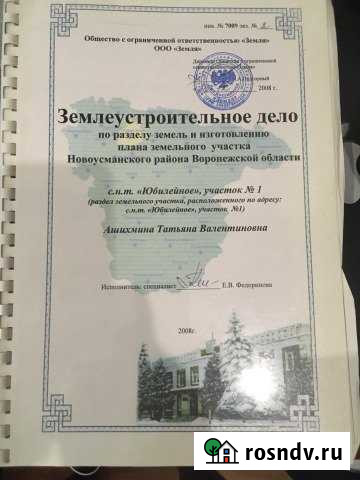 инв. № 7009 экз. № 2
Общество с ограниченной ответственностью «Земля»
ООО «Земля»
2008 г.
Землеустроительное дело
по разделу земель и изготовлению
плана земельного участка
Новоусманского района Воронежской области
с.н.т. «Юбилейное», участок № 1
(раздел земельного участка, расположенного по адресу:
с.н.т. «Юбилейное», участок №1)
Ашихмина Татьяна Валентиновна
Исполнитель: специалист Е.В. Федоринова
2008г.
rosndv.ru